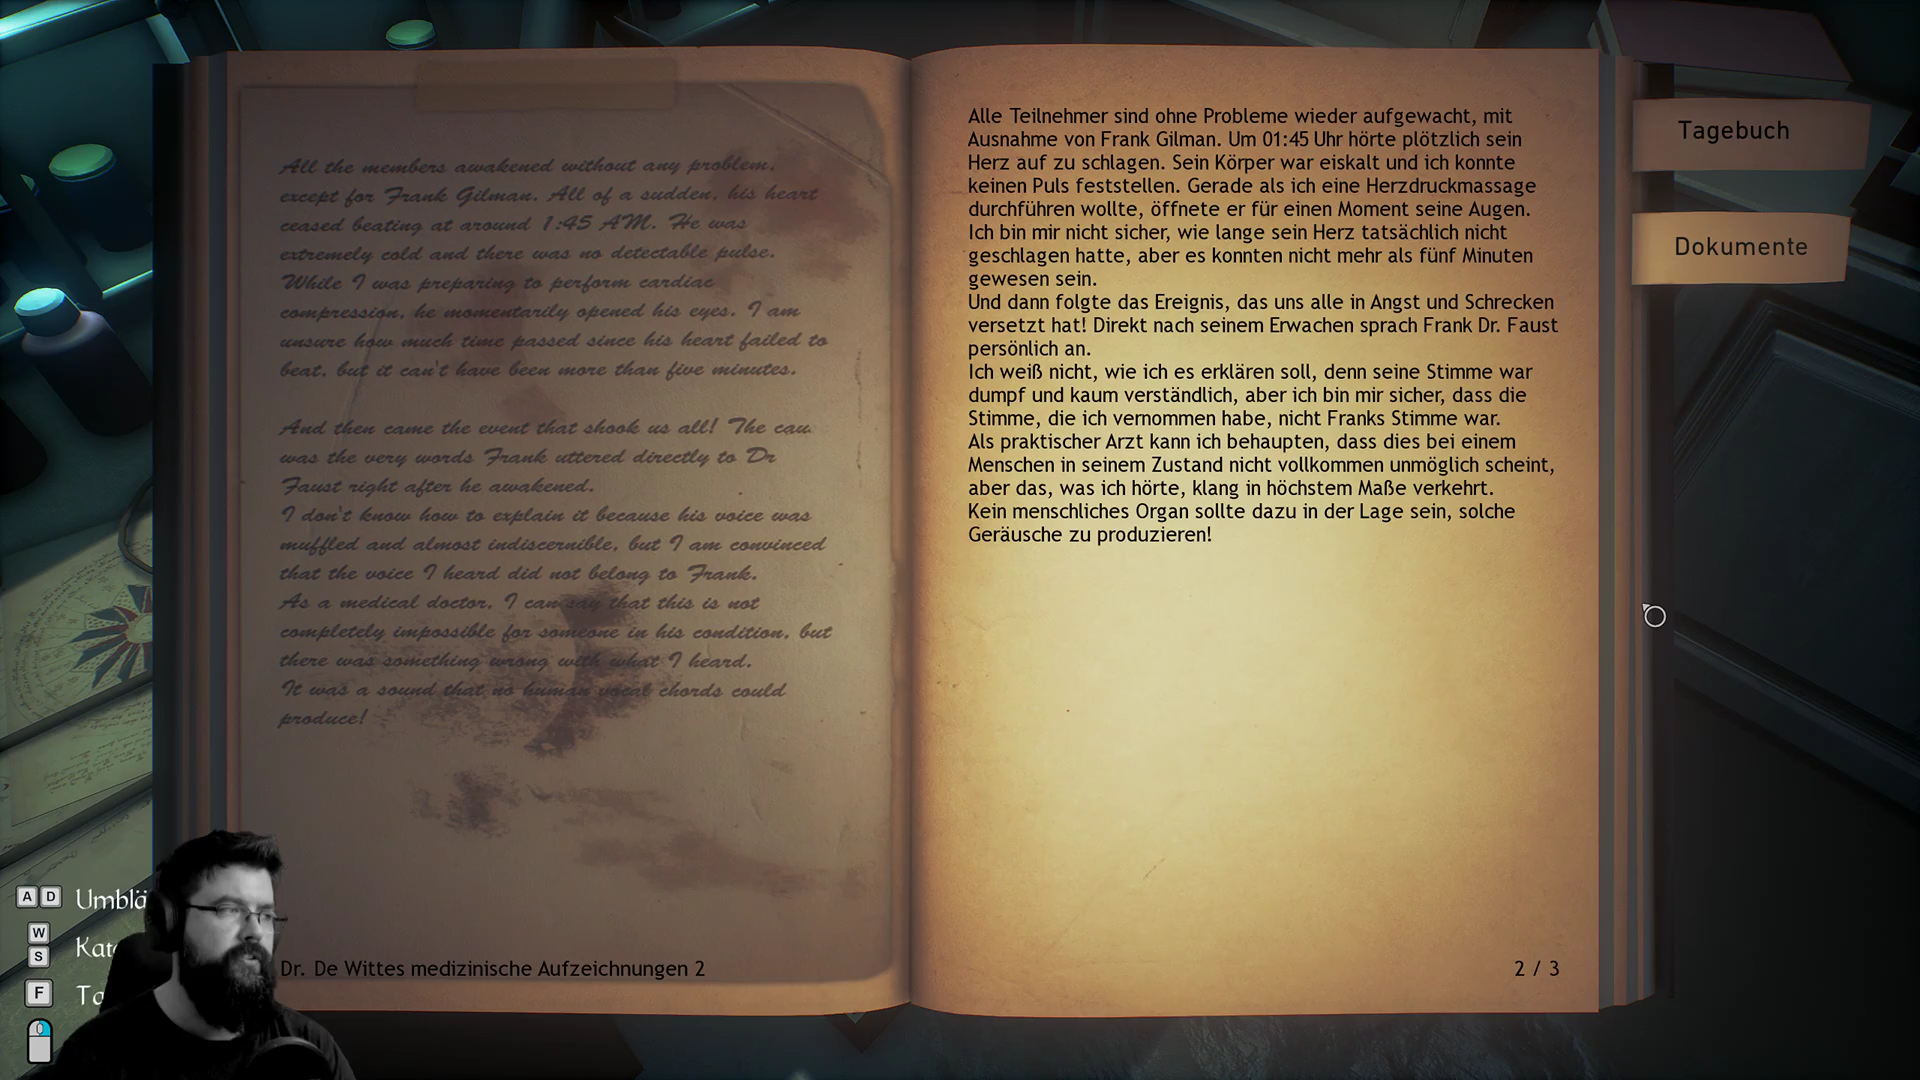 All the members awakened without any problem,
except for Frank Gilman. All of a sudden, his heart
ceased beating at around 1:45 AM. He was
extremely cold and there was no detectable pulse.
While I was preparing to perform cardiac
compression, he momentarily opened his eyes. I am
unsure how much time passed since his heart failed to
beat, but it can't have been more than five minutes.
And then came the event that shook us all! The cau
was the very words Frank uttered directly to Dr
Faust right after he awakened.
I don't know how to explain it because his voice was
muffled and almost indiscernible, but I am convinced
that the voice I heard did not belong to Frank.
As a medical doctor, I can say that this is not
completely impossible for someone in his condition, but
there was something wrong with what I heard.
It was a sound that no human vocal chords could
produce!
Dr. De Wittes medizinische Aufzeichnungen 2
Alle Teilnehmer sind ohne Probleme wieder aufgewacht, mit
Ausnahme von Frank Gilman. Um 01:45 Uhr hörte plötzlich sein
Herz auf zu schlagen. Sein Körper war eiskalt und ich konnte
keinen Puls feststellen. Gerade als ich eine Herzdruckmassage
durchführen wollte, öffnete er für einen Moment seine Augen.
Ich bin mir nicht sicher, wie lange sein Herz tatsächlich nicht
geschlagen hatte, aber es konnten nicht mehr als fünf Minuten
gewesen sein.
Und dann folgte das Ereignis, das uns alle in Angst und Schrecken
versetzt hat! Direkt nach seinem Erwachen sprach Frank Dr. Faust
persönlich an.
Ich weiß nicht, wie ich es erklären soll, denn seine Stimme war
dumpf und kaum verständlich, aber ich bin mir sicher, dass die
Stimme, die ich vernommen habe, nicht Franks Stimme war.
Als praktischer Arzt kann ich behaupten, dass dies bei einem
Menschen in seinem Zustand nicht vollkommen unmöglich scheint,
aber das, was ich hörte, klang in höchstem Maße verkehrt.
Kein menschliches Organ sollte dazu in der Lage sein, solche
Geräusche zu produzieren!
2 / 3
Tagebuch
Dokumente
A D Umblä
W
S Kat
F Ta